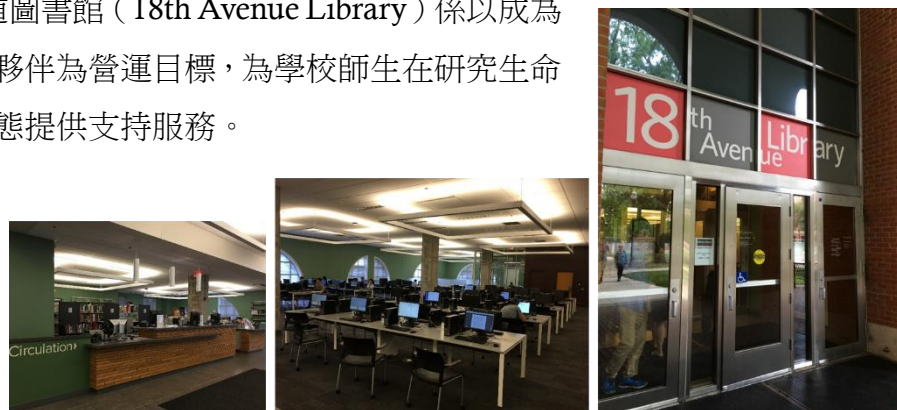 道圖書館（18th Avenue Library）係以成為
夥伴為營運目標，為學校師生在研究生命
態提供支持服務。
18th Avenue Library
Circulation